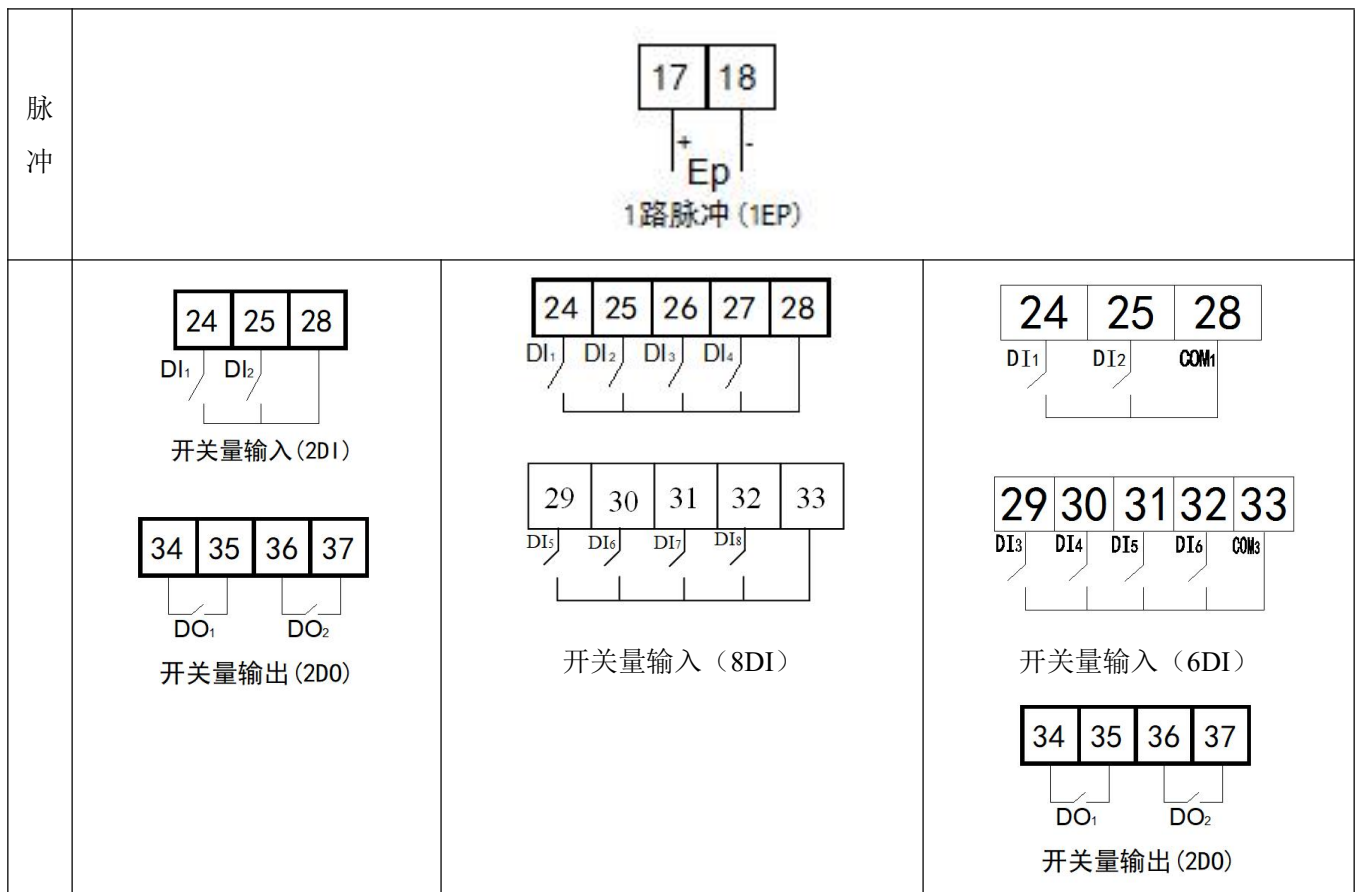 脉
冲
17 18
+ -
Ep
1路脉冲(1EP)
24 25 28
DI₁ DI₂
开关量输入(2DI)
34 35 36 37
DO₁ DO₂
开关量输出(2DO)
24 25 26 27 28
DI₁ DI₂ DI₃ DI₄
29 30 31 32 33
DI₅ DI₆ DI₇ DI₈
开关量输入（8DI）
24 25 28
DI₁ DI₂ COM₁
29 30 31 32 33
DI₃ DI₄ DI₅ DI₆ COM₃
开关量输入（6DI）
34 35 36 37
DO₁ DO₂
开关量输出(2DO)